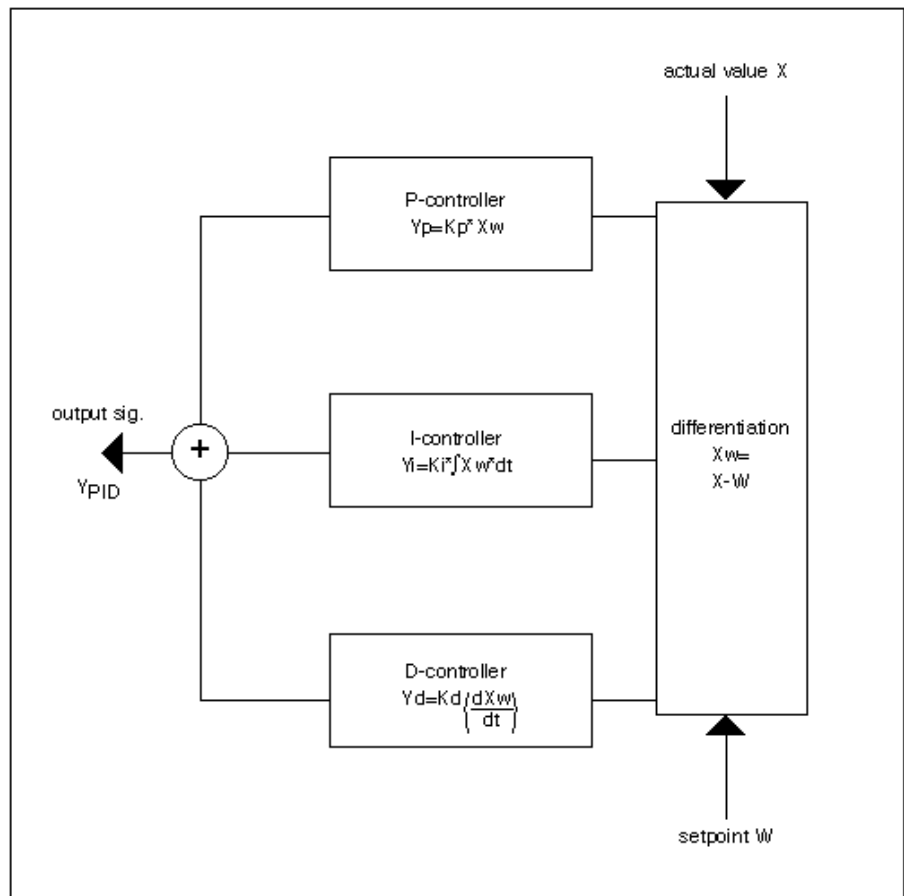 actual value X
P-controller
Yp=Kp*Xw
output sig.
+
YPID
I-controller
Yi=Ki*∫Xw*dt
differentiation
Xw=
X-W
D-controller
Yd=Kd(dXw/dt)
setpoint W